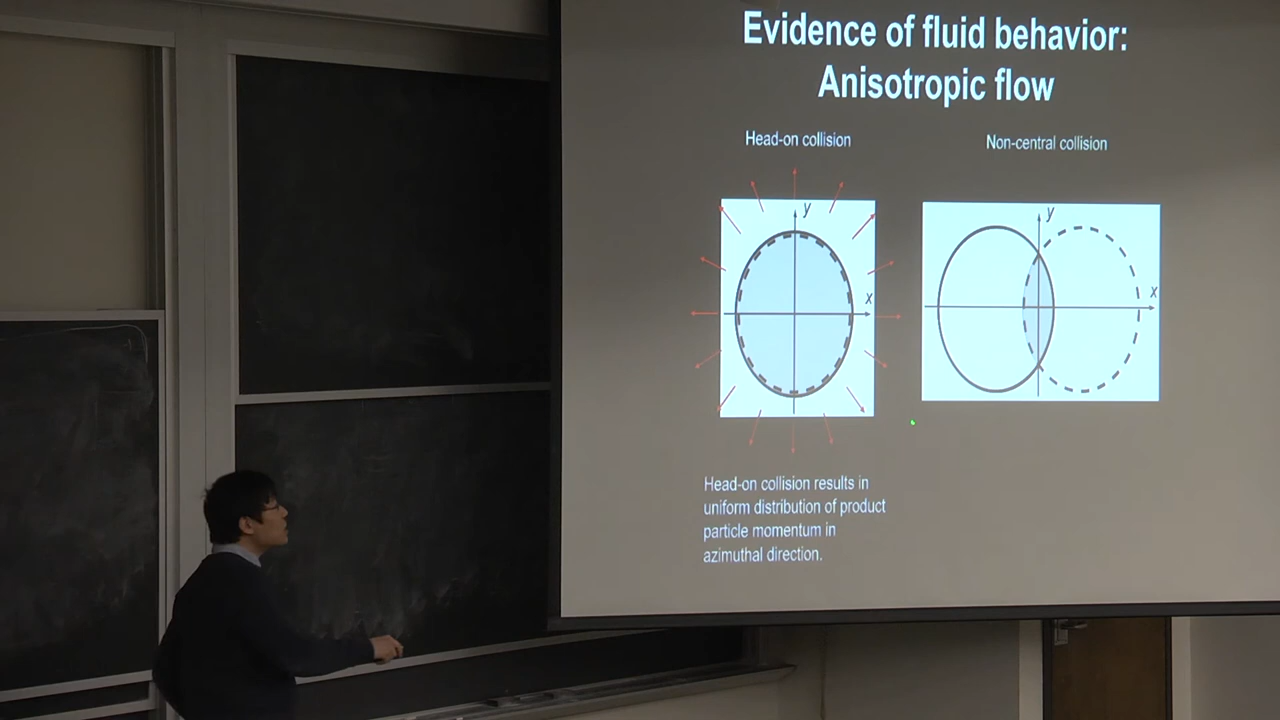 Evidence of fluid behavior:
Anisotropic flow
Head-on collision
Non-central collision
y
x
y
x
Head-on collision results in
uniform distribution of product
particle momentum in
azimuthal direction.